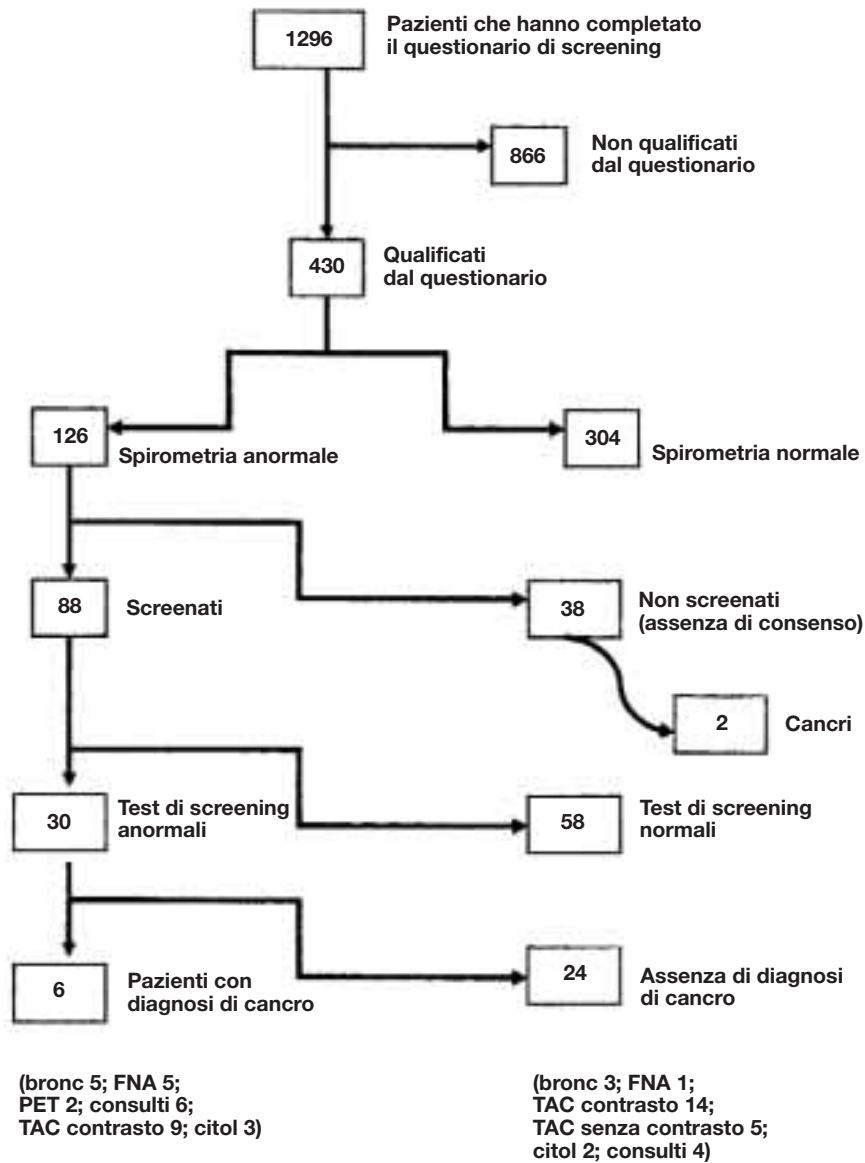 1296
Pazienti che hanno completato
il questionario di screening
866
Non qualificati
dal questionario
430
Qualificati
dal questionario
126
Spirometria anormale
304
Spirometria normale
88
Screenati
38
Non screenati
(assenza di consenso)
2
Cancri
30
Test di screening
anormali
58
Test di screening
normali
6
Pazienti con
diagnosi di cancro
24
Assenza di diagnosi
di cancro
(bronc 5; FNA 5;
PET 2; consulti 6;
TAC contrasto 9; citol 3)
(bronc 3; FNA 1;
TAC contrasto 14;
TAC senza contrasto 5;
citol 2; consulti 4)